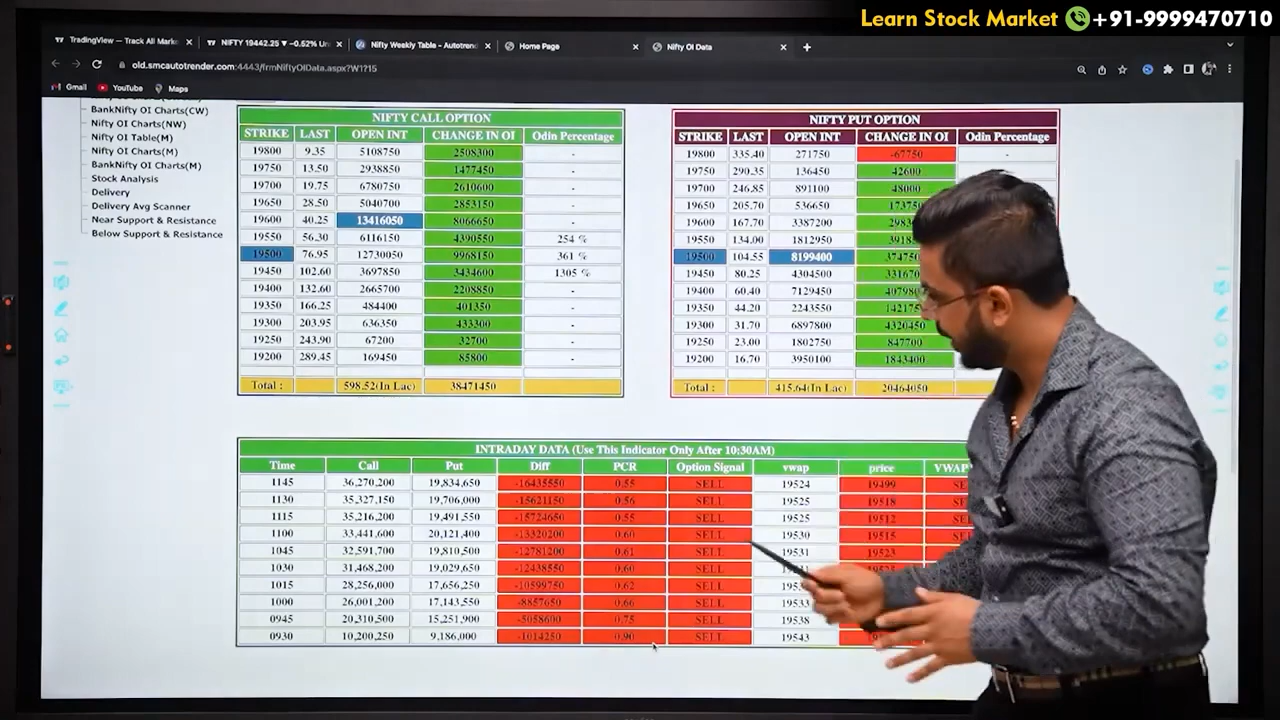 Learn Stock Market +91-9999470710
TradingView — Track All Marke
NIFTY 19442.25 ▼ −0.52% Un
Nifty Weekly Table - Autotrend
Home Page
Nifty OI Data
old.smcautotrender.com:4443/frmNiftyOIData.aspx?W1?15
Gmail YouTube Maps
BankNifty OI Charts(CW)
Nifty OI Charts(NW)
Nifty OI Table(M)
Nifty OI Charts(M)
BankNifty OI Charts(M)
Stock Analysis
Delivery
Delivery Avg Scanner
Near Support & Resistance
Below Support & Resistance
NIFTY CALL OPTION
STRIKE LAST OPEN INT CHANGE IN OI Odin Percentage
19800 9.35 5108750 2508300 -
19750 13.50 2938850 1477450 -
19700 19.75 6780750 2610600 -
19650 28.50 5040700 2853150 -
19600 40.25 13416050 8066650 -
19550 56.30 6116150 4390550 254 %
19500 76.95 12730050 9968150 361 %
19450 102.60 3697850 3434600 1305 %
19400 132.60 2665700 2208850 -
19350 166.25 484400 401350 -
19300 203.95 636350 433300 -
19250 243.90 67200 32700 -
19200 289.45 169450 85800 -
Total : 598.52(In Lac) 38471450
NIFTY PUT OPTION
STRIKE LAST OPEN INT CHANGE IN OI Odin Percentage
19800 335.40 271750 -67750 -
19750 290.35 136450 42600
19700 246.85 891100 48000
19650 205.70 536650
19600 167.70 3387200
19550 134.00 1812950
19500 104.55 8199400
19450 80.25 4304500
19400 60.40 7129450
19350 44.20 2243550
19300 31.70 6897800 4320450
19250 23.00 1802750 847700
19200 16.70 3950100 1843400
Total : 415.64(In Lac) 20464050
INTRADAY DATA (Use This Indicator Only After 10:30AM)
Time Call Put Diff PCR Option Signal vwap price VWAP
1145 36,270,200 19,834,650 -16435550 0.55 SELL 19524 19499
1130 35,327,150 19,706,000 -15621150 0.56 SELL 19525 19518
1115 35,216,200 19,491,550 -15724650 0.55 SELL 19525 19512
1100 33,441,600 20,121,400 -13320200 0.60 SELL 19530 19515
1045 32,591,700 19,810,500 -12781200 0.61 SELL 19531 19523
1030 31,468,200 19,029,650 -12438550 0.60 SELL
1015 28,256,000 17,656,250 -10599750 0.62 SELL
1000 26,001,200 17,143,550 -8857650 0.66 SELL 19533
0945 20,310,500 15,251,900 -5058600 0.75 SELL 19538
0930 10,200,250 9,186,000 -1014250 0.90 SELL 19543